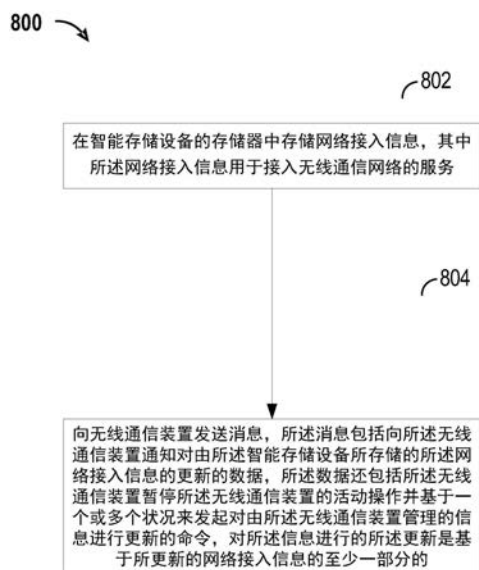 800
802
在智能存储设备的存储器中存储网络接入信息，其中
所述网络接入信息用于接入无线通信网络的服务
804
向无线通信装置发送消息，所述消息包括向所述无线
通信装置通知对由所述智能存储设备所存储的所述网
络接入信息的更新的数据，所述数据还包括所述无线
通信装置暂停所述无线通信装置的活动操作并基于一
个或多个状况来发起对由所述无线通信装置管理的信
息进行更新的命令，对所述信息进行的所述更新是基
于所更新的网络接入信息的至少一部分的